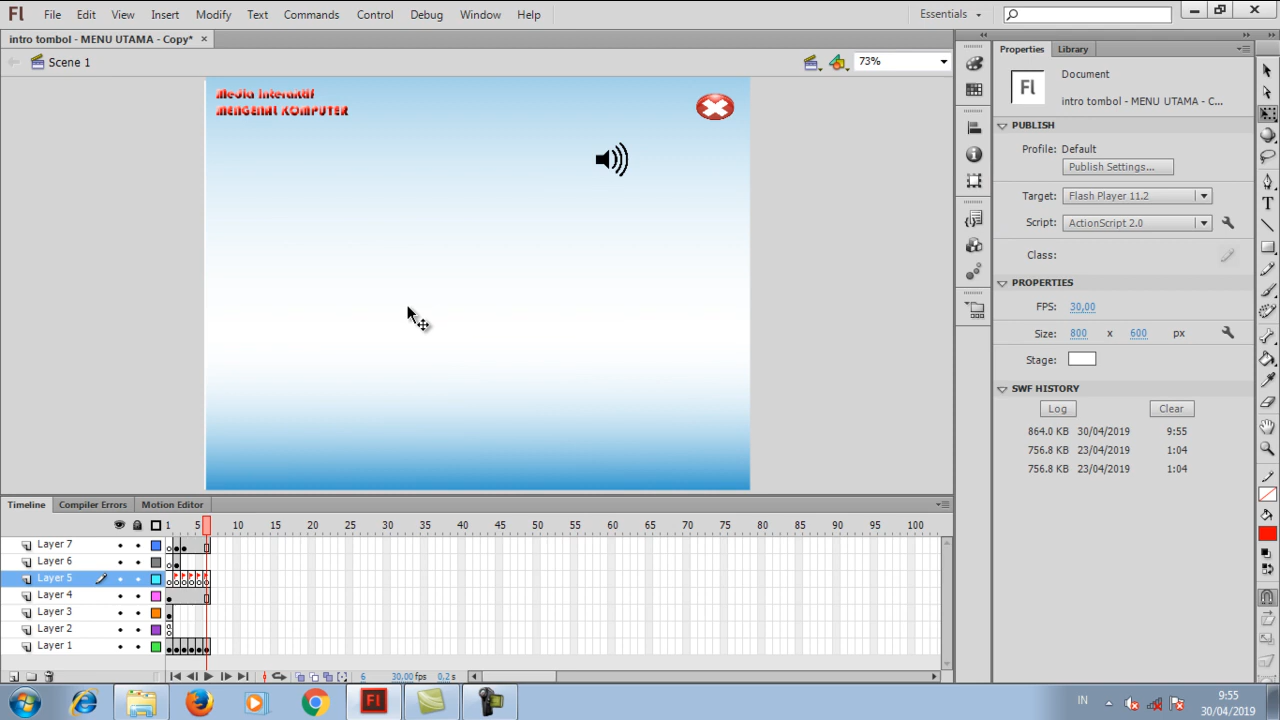 Fl File Edit View Insert Modify Text Commands Control Debug Window Help Essentials
intro tombol - MENU UTAMA - Copy* ×
Scene 1 73%
Media Interaktif
MENGENAL KOMPUTER
Properties Library
Fl Document
intro tombol - MENU UTAMA - C...
PUBLISH
Profile: Default
Publish Settings...
Target: Flash Player 11.2
Script: ActionScript 2.0
Class:
PROPERTIES
FPS: 30,00
Size: 800 x 600 px
Stage:
SWF HISTORY
Log Clear
864.0 KB 30/04/2019 9:55
756.8 KB 23/04/2019 1:04
756.8 KB 23/04/2019 1:04
Timeline Compiler Errors Motion Editor
1 5 10 15 20 25 30 35 40 45 50 55 60 65 70 75 80 85 90 95 100
Layer 7
Layer 6
Layer 5
Layer 4
Layer 3
Layer 2
Layer 1
6 30,00 fps 0,2 s
Fl IN 9:55
30/04/2019